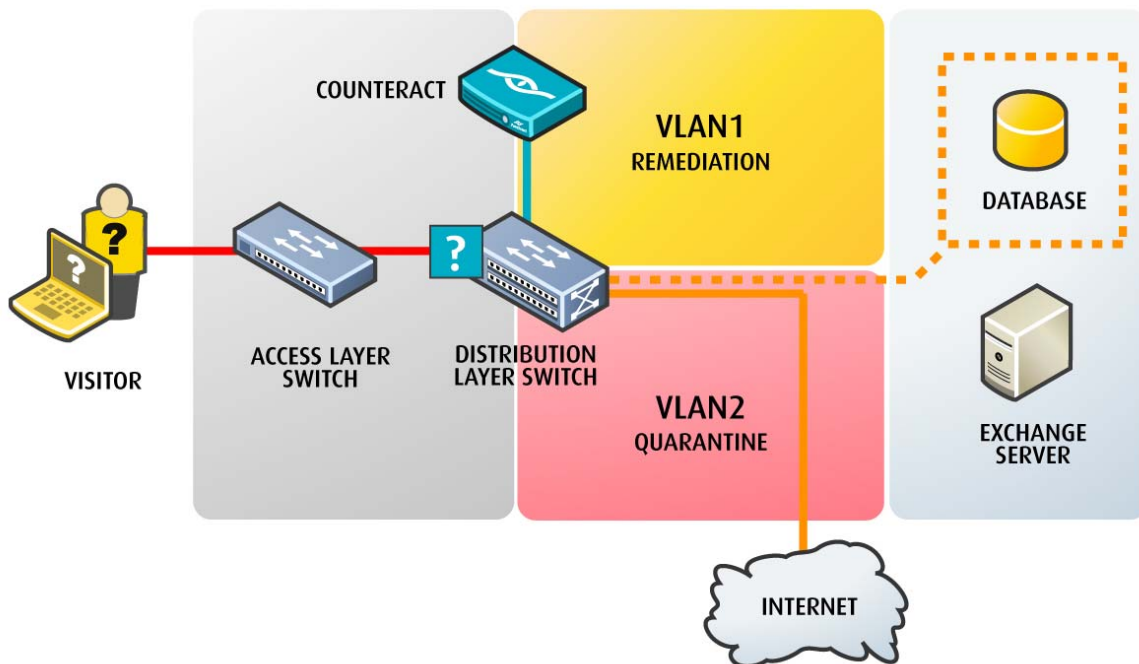 COUNTERACT
VLAN1
REMEDIATION
DATABASE
?
?
?
VISITOR
ACCESS LAYER
SWITCH
DISTRIBUTION
LAYER SWITCH
VLAN2
QUARANTINE
EXCHANGE
SERVER
INTERNET